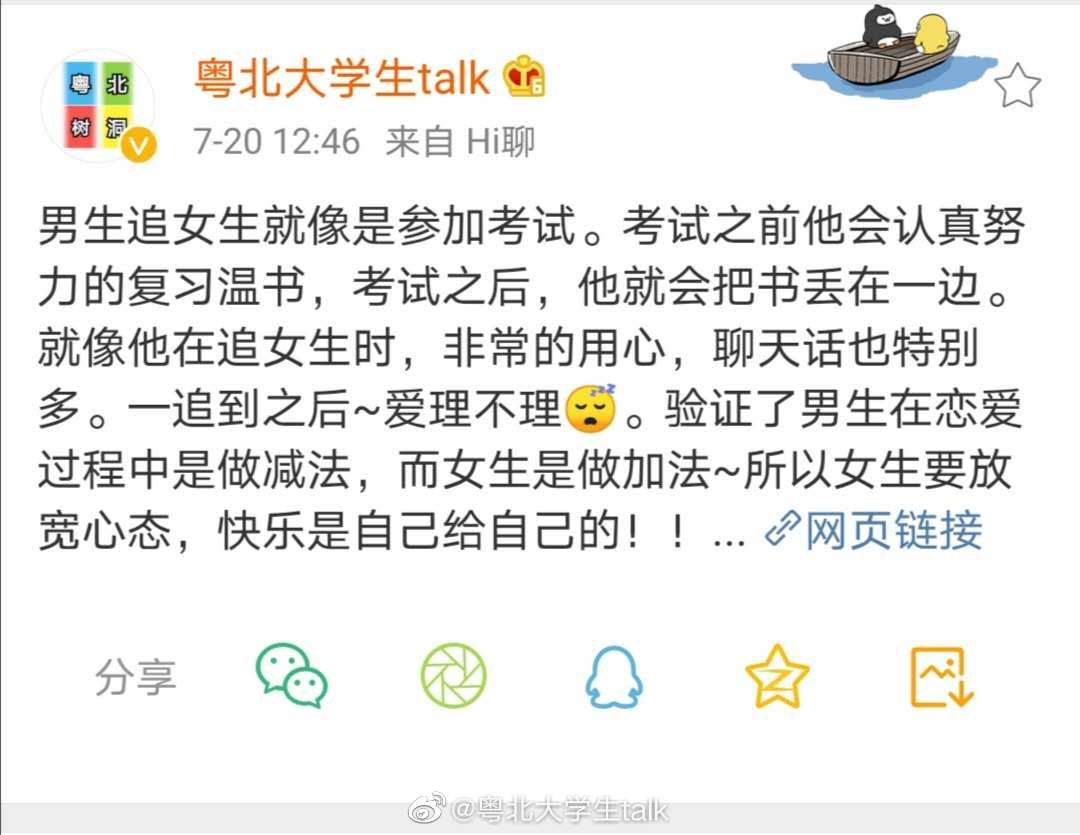 粤北
树洞
粤北大学生talk
7-20 12:46 来自 Hi聊
男生追女生就像是参加考试。考试之前他会认真努
力的复习温书，考试之后，他就会把书丢在一边。
就像他在追女生时，非常的用心，聊天话也特别
多。一追到之后~爱理不理😴。验证了男生在恋爱
过程中是做减法，而女生是做加法~所以女生要放
宽心态，快乐是自己给自己的！！... 网页链接
分享
@粤北大学生talk